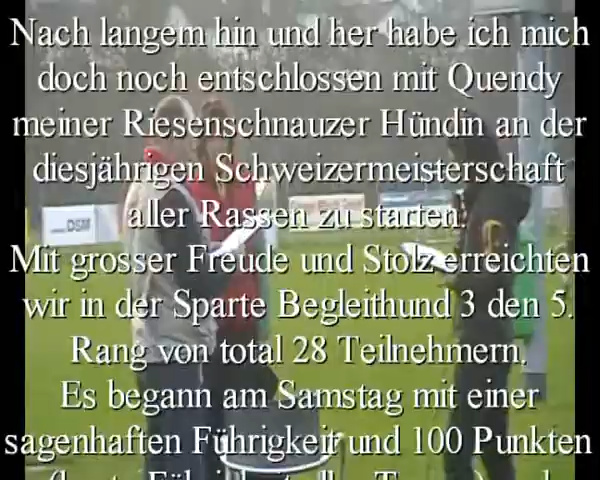 Nach langem hin und her habe ich mich
doch noch entschlossen mit Quendy
meiner Riesenschnauzer Hündin an der
diesjährigen Schweizermeisterschaft
aller Rassen zu starten.
Mit grosser Freude und Stolz erreichten
wir in der Sparte Begleithund 3 den 5.
Rang von total 28 Teilnehmern.
Es begann am Samstag mit einer
sagenhaften Führigkeit und 100 Punkten
DSM